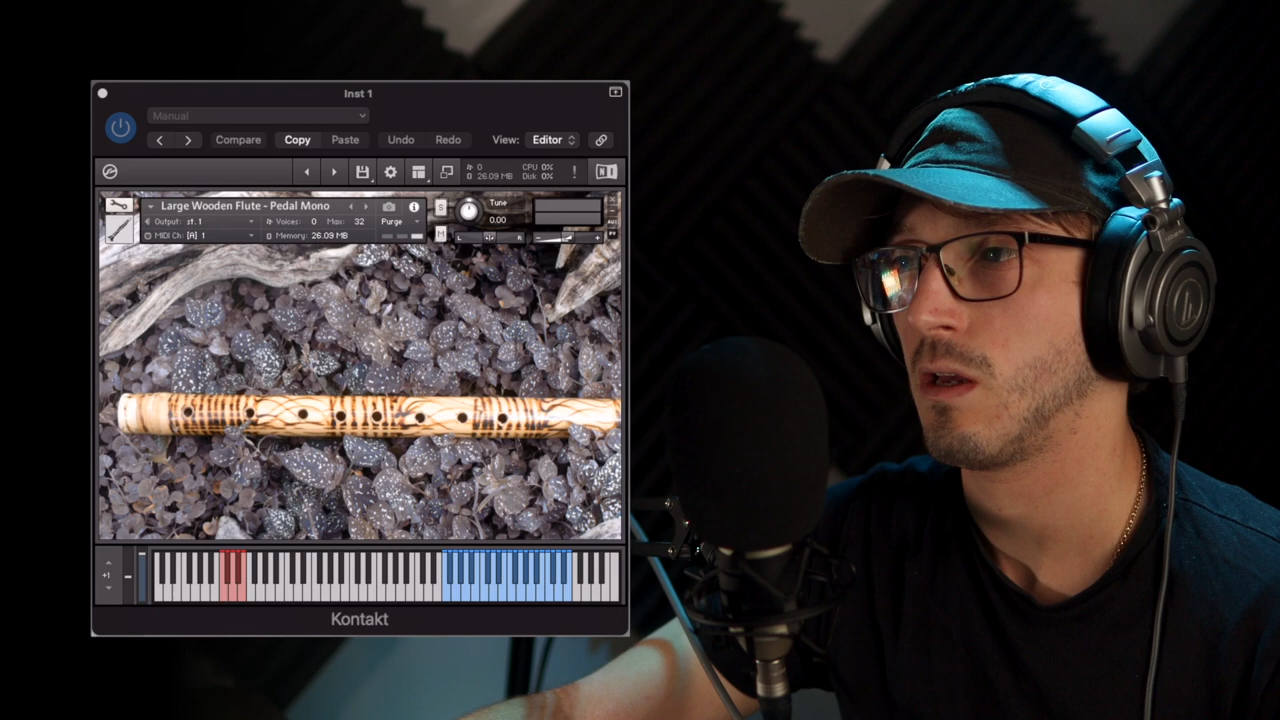 Inst 1
Manual
Compare Copy Paste Undo Redo View: Editor
0 CPU 0%
26.09 MB Disk 0% !
Large Wooden Flute - Pedal Mono
Output: st. 1 Voices: 0 Max: 32 Purge
MIDI Ch: [A] 1 Memory: 26.09 MB
S Tune
0.00
M L R - +
+1
Kontakt